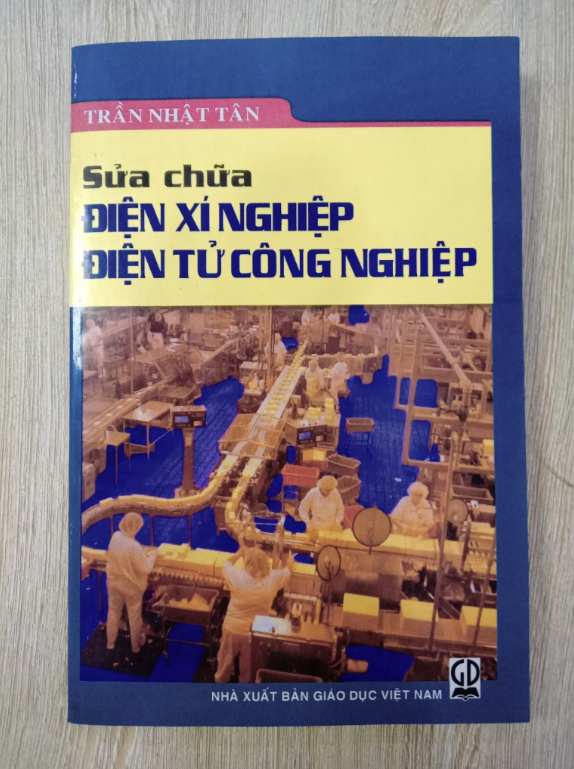 TRẦN NHẬT TÂN
Sửa chữa
ĐIỆN XÍ NGHIỆP
ĐIỆN TỬ CÔNG NGHIỆP
NHÀ XUẤT BẢN GIÁO DỤC VIỆT NAM
GD